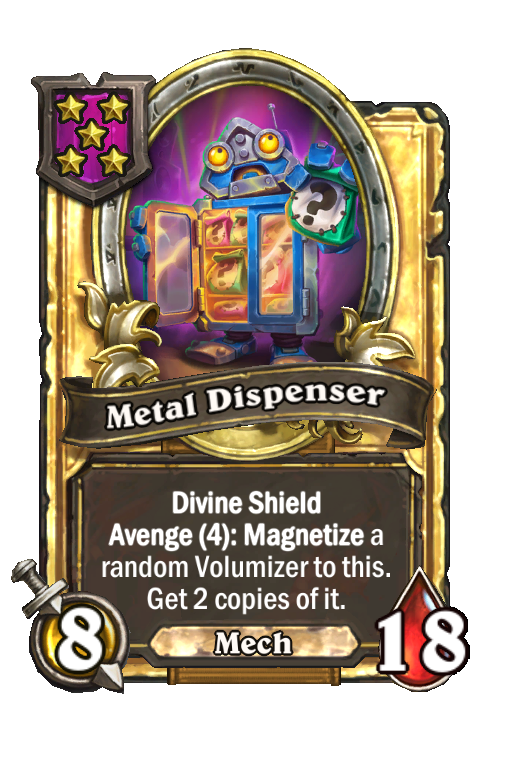 Metal Dispenser
Divine Shield
Avenge (4): Magnetize a
random Volumizer to this.
Get 2 copies of it.
8
Mech
18